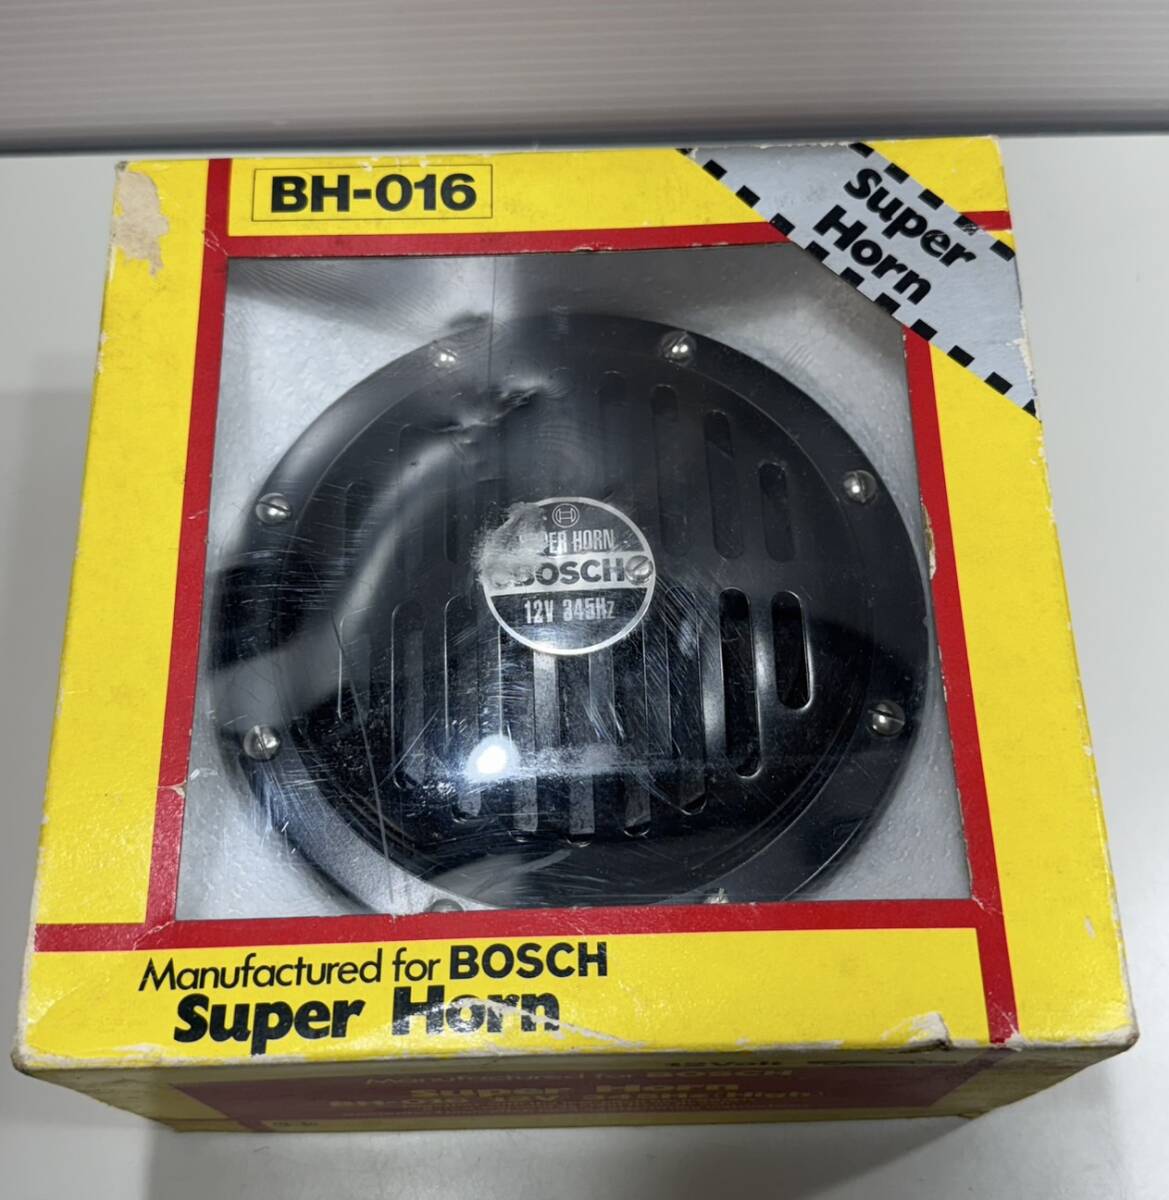 BH-016
Super
Horn
SUPER HORN
BOSCH
12V 345Hz
Manufactured for BOSCH
Super Horn
12Volt
Manufactured for BOSCH
Super Horn